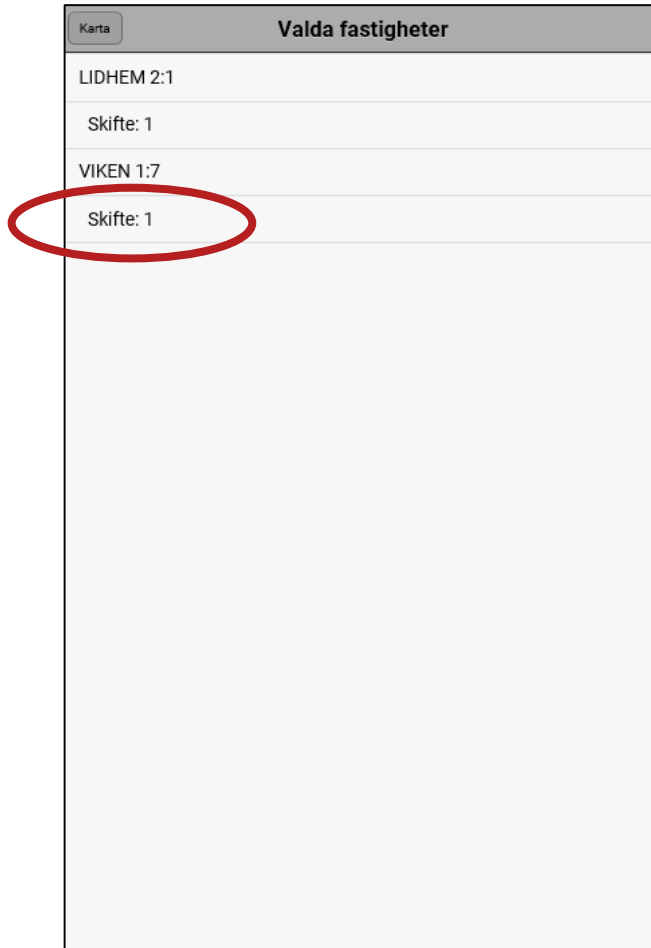 Karta
Valda fastigheter
LIDHEM 2:1
Skifte: 1
VIKEN 1:7
Skifte: 1